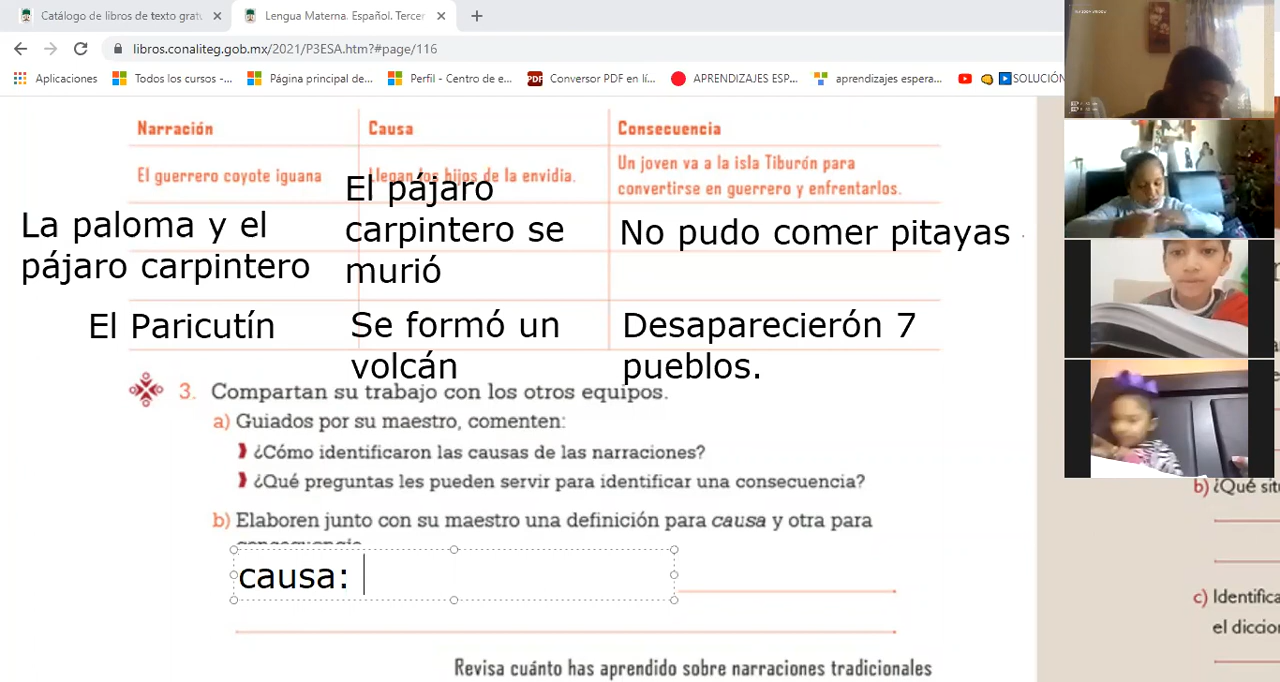 Catálogo de libros de texto gratu
Lengua Materna. Español. Tercer
libros.conaliteg.gob.mx/2021/P3ESA.htm?#page/116
Aplicaciones Todos los cursos -... Página principal de... Perfil - Centro de e... PDF Conversor PDF en lí... APRENDIZAJES ESP... aprendizajes espera... SOLUCIÓN
Narración Causa Consecuencia
El guerrero coyote iguana Llegan los hijos de la envidia. Un joven va a la isla Tiburón para
convertirse en guerrero y enfrentarlos.
La paloma y el
pájaro carpintero
El pájaro
carpintero se
murió
No pudo comer pitayas
El Paricutín
Se formó un
volcán
Desaparecierón 7
pueblos.
3. Compartan su trabajo con los otros equipos.
a) Guiados por su maestro, comenten:
¿Cómo identificaron las causas de las narraciones?
¿Qué preguntas les pueden servir para identificar una consecuencia?
b) Elaboren junto con su maestro una definición para causa y otra para
causa:
Revisa cuánto has aprendido sobre narraciones tradicionales
b) ¿Qué
c)
el